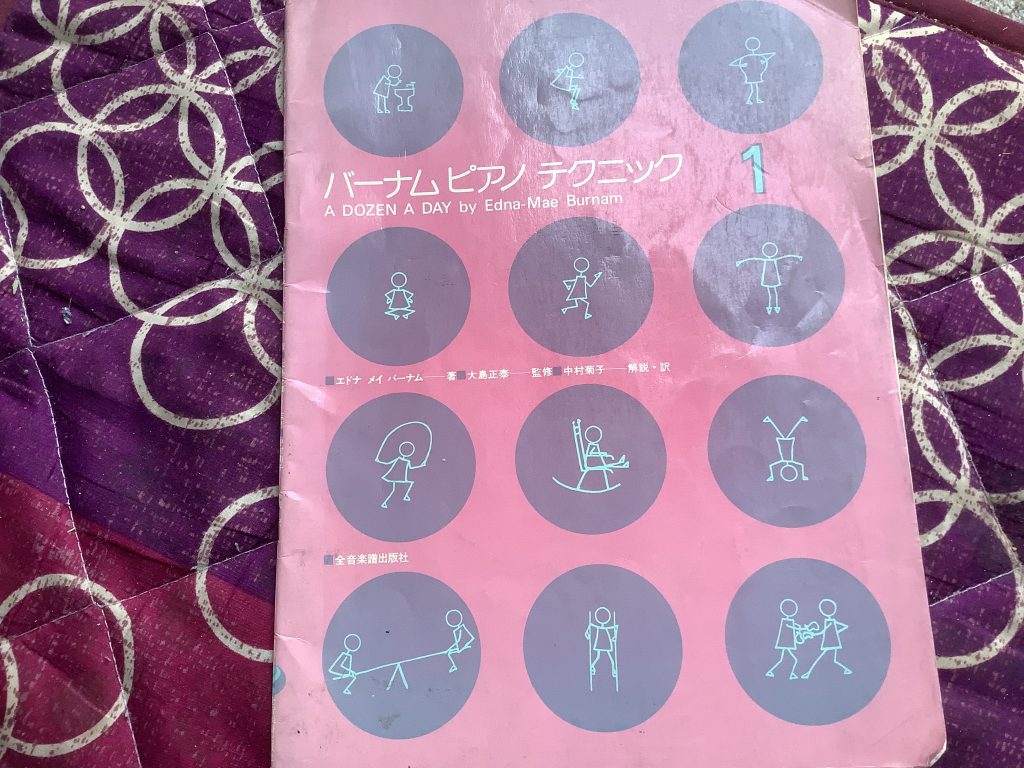 バーナム ピアノ テクニック 1
A DOZEN A DAY by Edna-Mae Burnam
■エドナ メイ バーナム──著■大島正泰──監修■中村菊子──解説・訳
■全音楽譜出版社